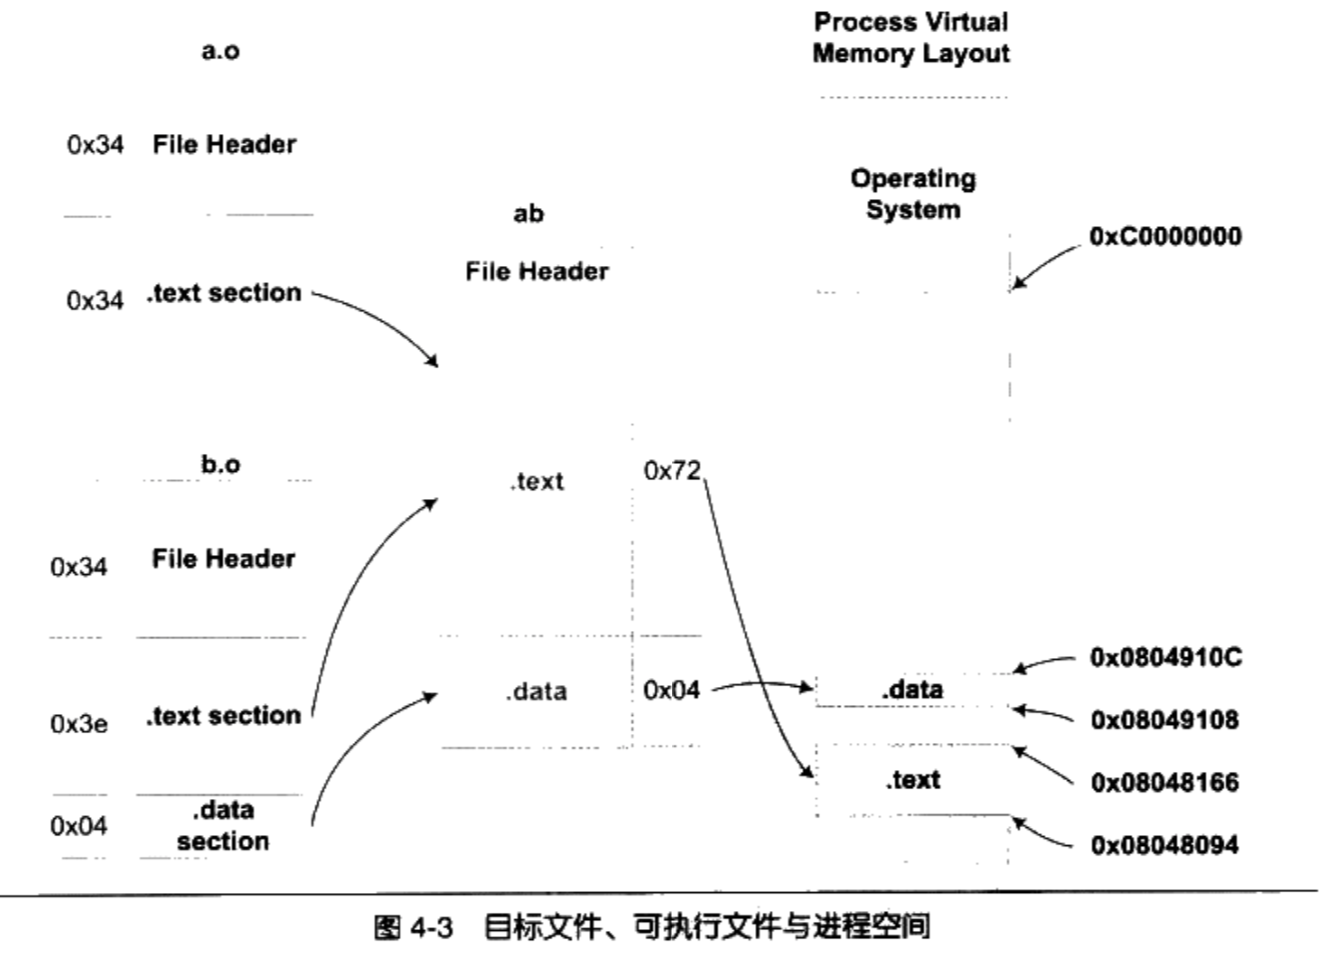 a.o
0x34 File Header
0x34 .text section
b.o
0x34 File Header
0x3e .text section
0x04 .data
section
ab
File Header
.text 0x72
.data 0x04
Process Virtual
Memory Layout
Operating
System
0xC0000000
0x0804910C
.data
0x08049108
0x08048166
.text
0x08048094
图 4-3 目标文件、可执行文件与进程空间